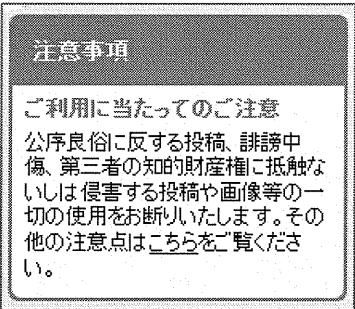 注意事項
ご利用に当たってのご注意
公序良俗に反する投稿、誹謗中
傷、第三者の知的財産権に抵触な
いしは侵害する投稿や画像等の一
切の使用をお断りいたします。その
他の注意点はこちらをご覧くださ
い。